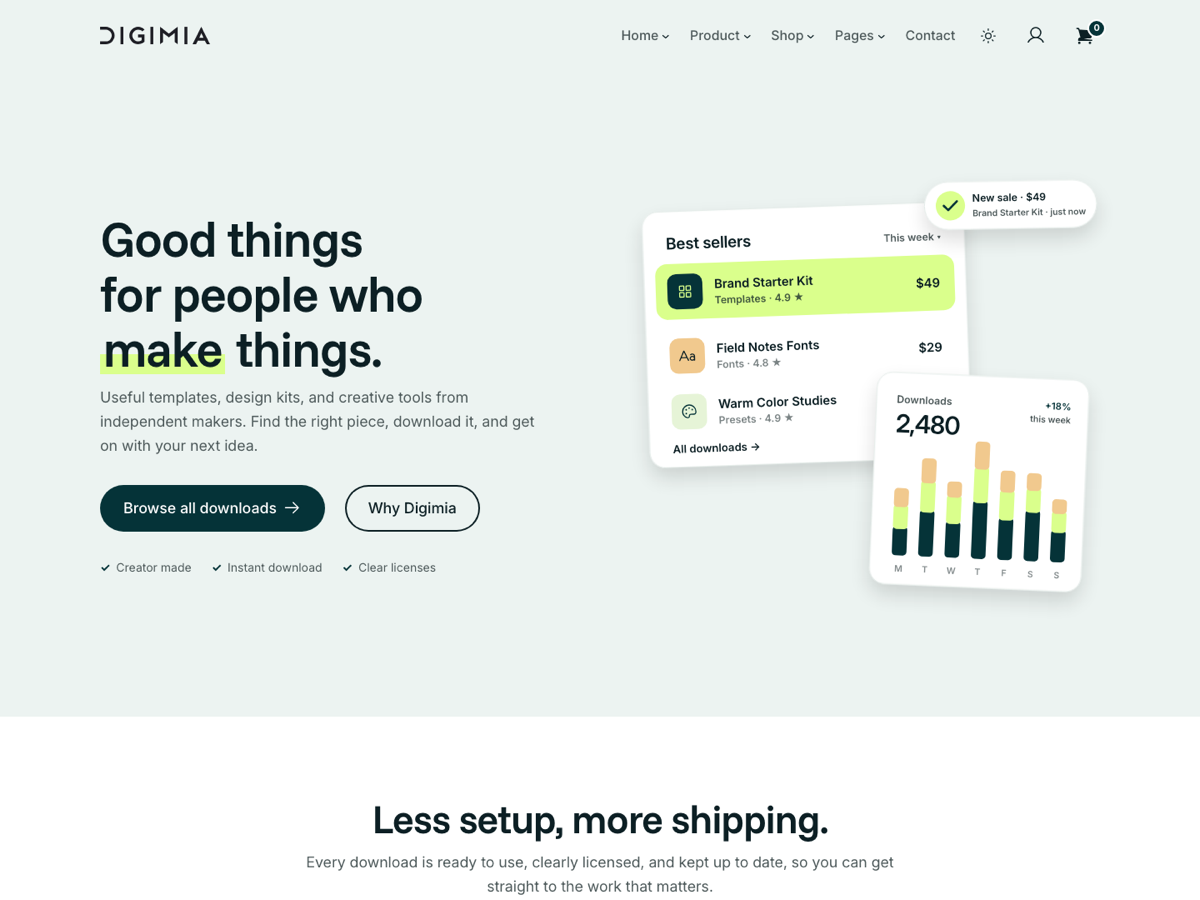 DIGIMIA
Home
Product
Shop
Pages
Contact
0
Good things
for people who
make things.
Useful templates, design kits, and creative tools from
independent makers. Find the right piece, download it, and get
on with your next idea.
Browse all downloads →
Why Digimia
✓ Creator made
✓ Instant download
✓ Clear licenses
New sale · $49
Brand Starter Kit · just now
Best sellers
This week •
Brand Starter Kit
Templates · 4.9 ★
$49
Aa
Field Notes Fonts
Fonts · 4.8 ★
$29
Warm Color Studies
Presets · 4.9 ★
All downloads →
Downloads
2,480
+18%
this week
M T W T F S S
Less setup, more shipping.
Every download is ready to use, clearly licensed, and kept up to date, so you can get
straight to the work that matters.